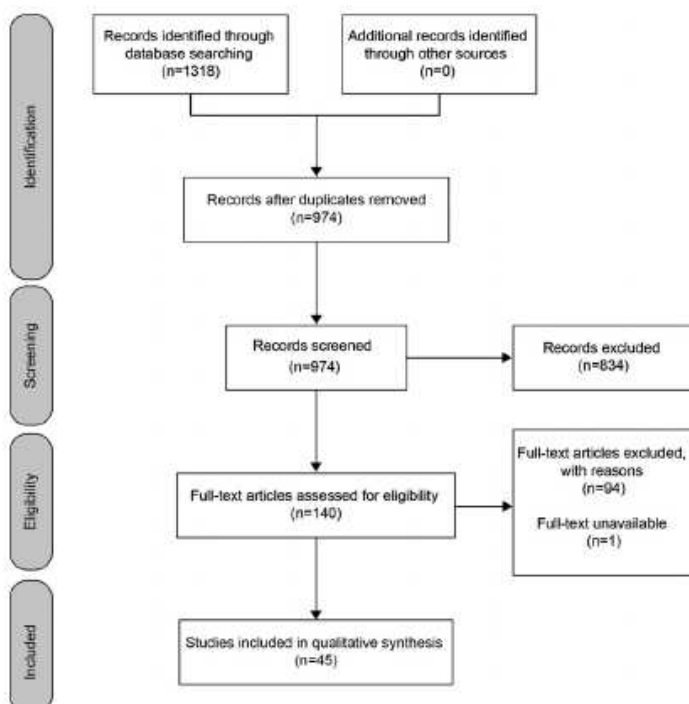 Identification
Records identified through
database searching
(n=1318)
Additional records identified
through other sources
(n=0)
Records after duplicates removed
(n=974)
Screening
Records screened
(n=974)
Records excluded
(n=834)
Eligibility
Full-text articles assessed for eligibility
(n=140)
Full-text articles excluded,
with reasons
(n=94)
Full-text unavailable
(n=1)
Included
Studies included in qualitative synthesis
(n=45)